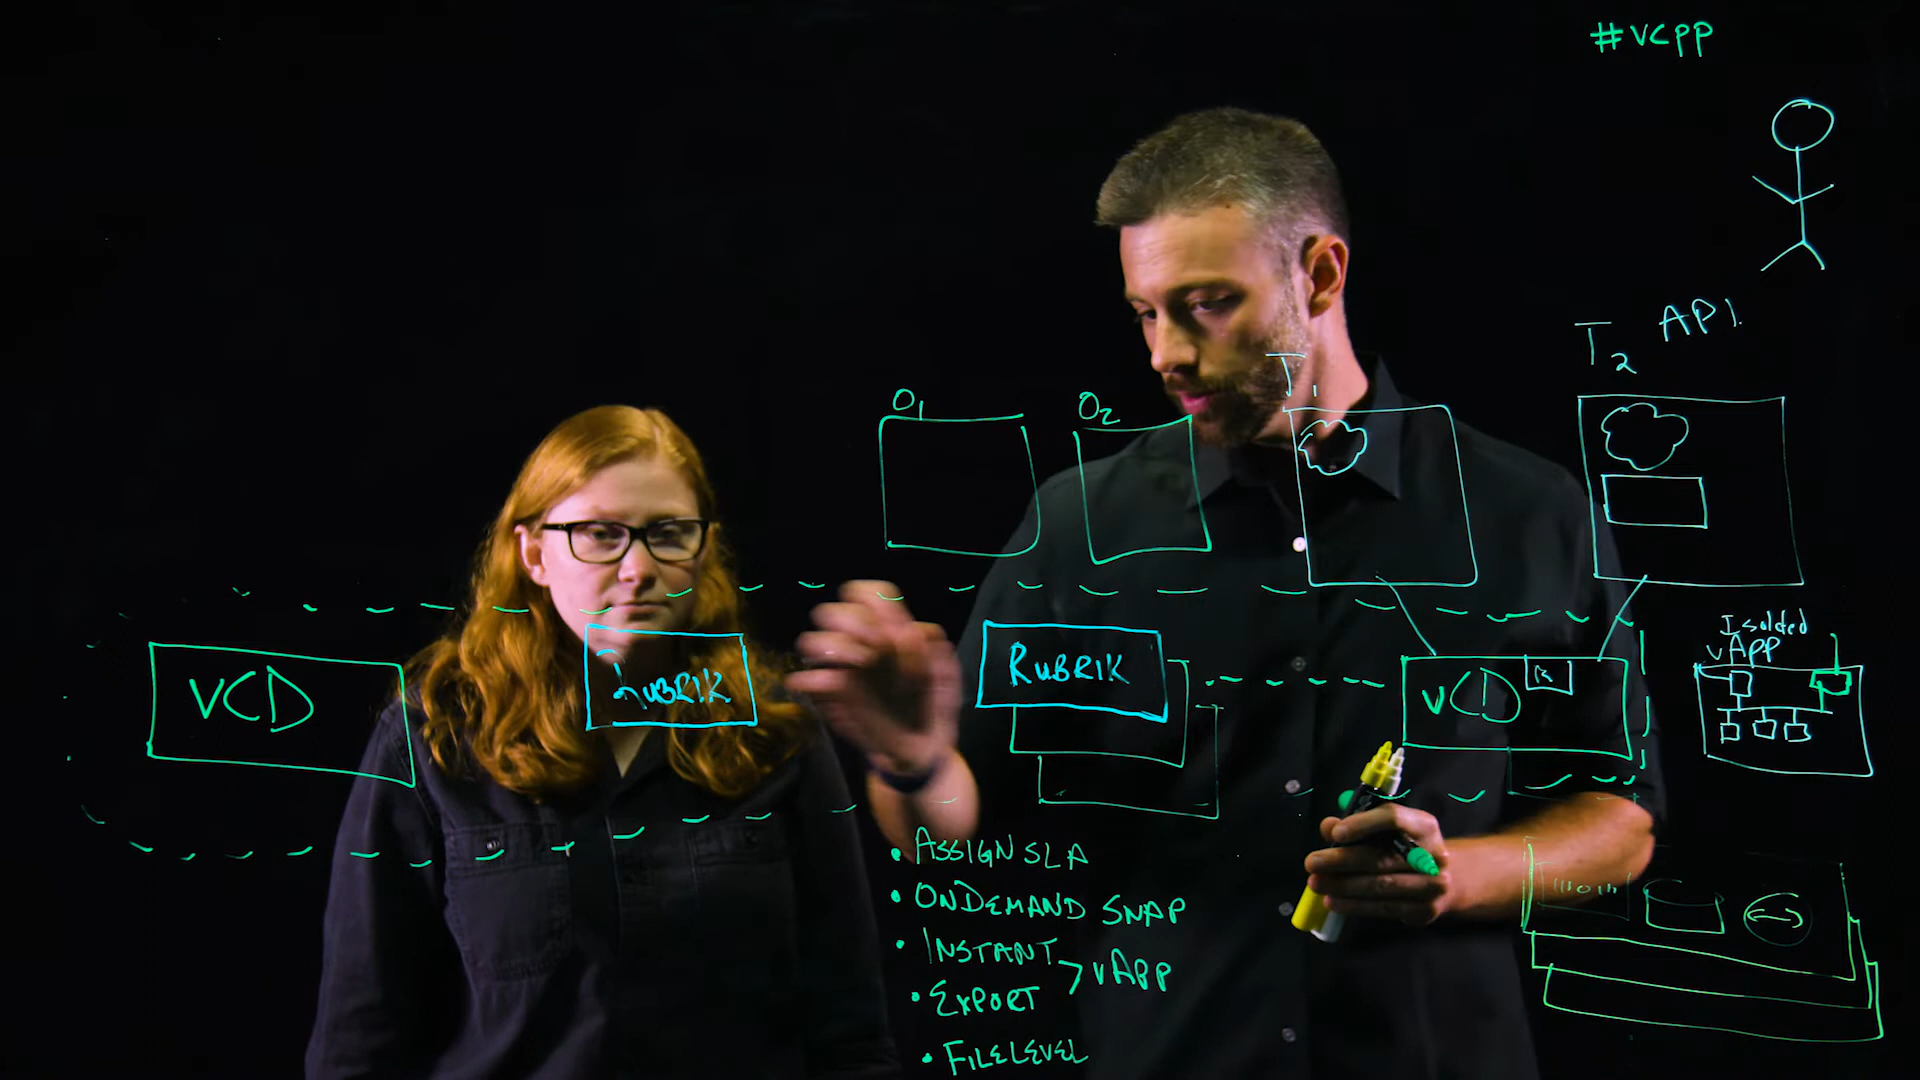 #VCPP
T2 API
O1 O2 T1
Isolated
vApp
VCD
RUBRIK
RUBRIK
VCD
R
• ASSIGN SLA
• ONDEMAND SNAP
• INSTANT
> vApp
• EXPORT
• FILELEVEL